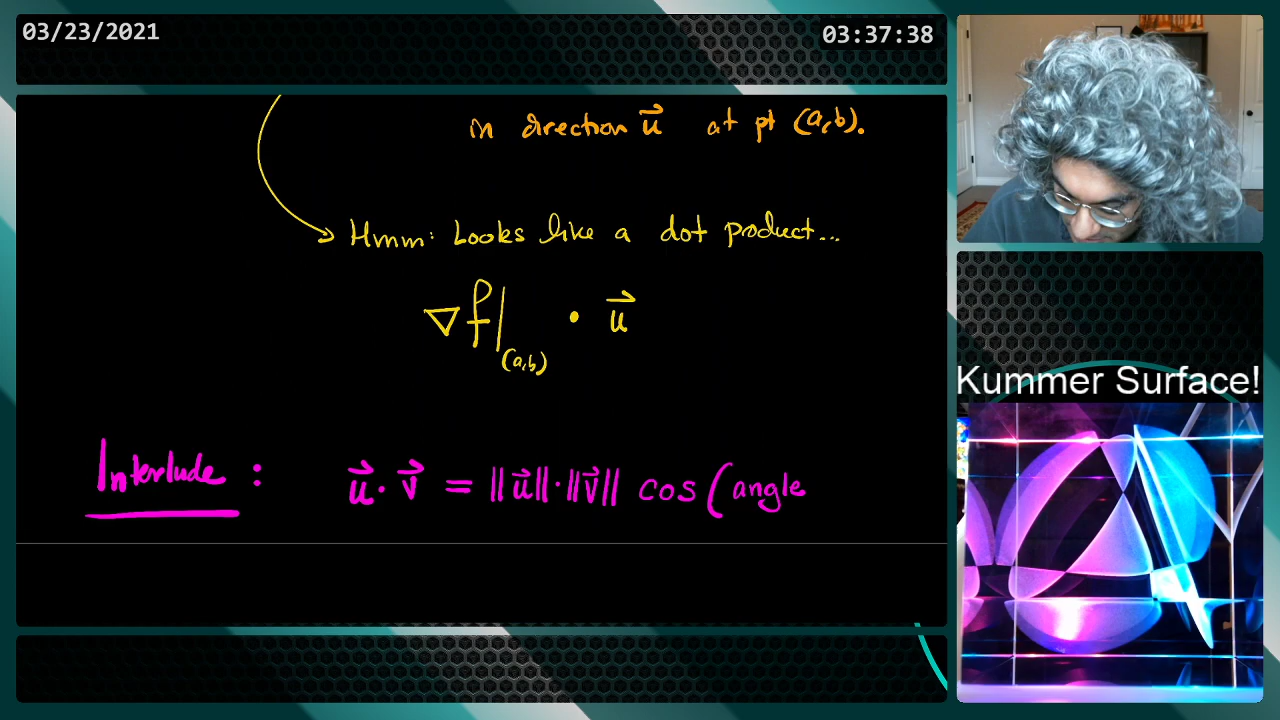 03/23/2021
03:37:38
in direction u⃗ at pt (a,b).
Hmm: Looks like a dot product...
∇f|(a,b) • u⃗
Kummer Surface!
Interlude : u⃗ · v⃗ = ||u⃗||·||v⃗|| cos (angle